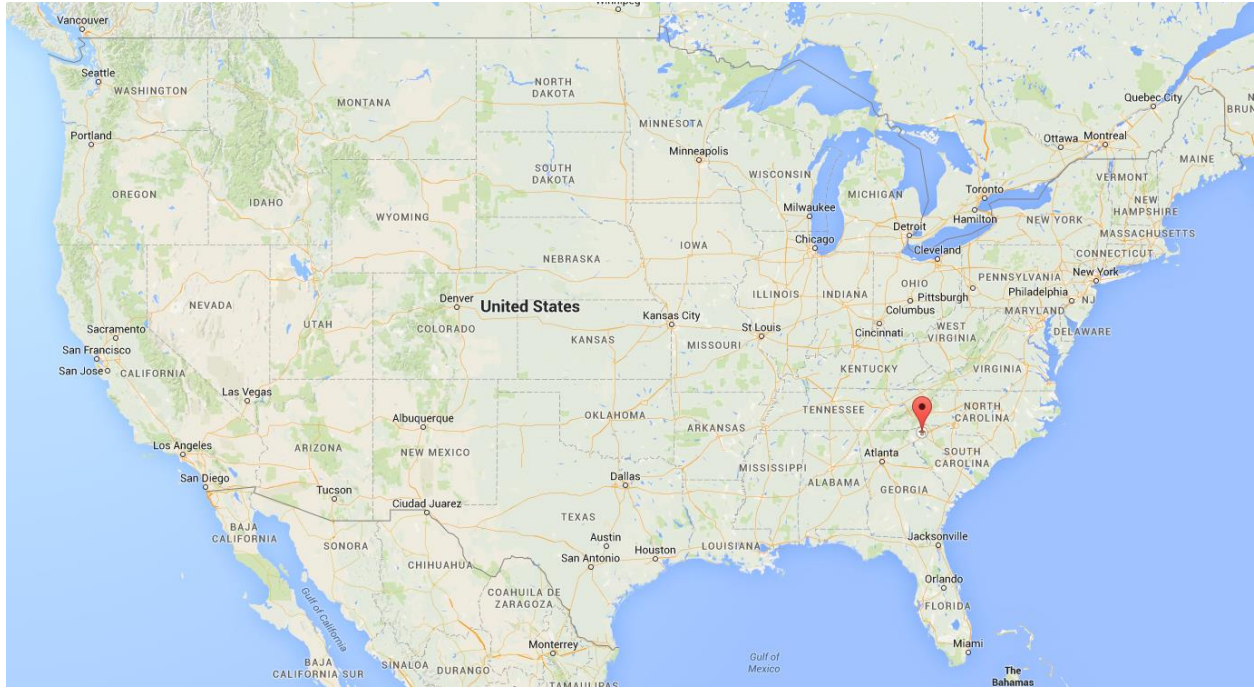 Winnipeg
Vancouver
Seattle
WASHINGTON
NORTH
DAKOTA
MONTANA
Quebec City
MINNESOTA
Portland
Minneapolis
Ottawa
Montreal
MAINE
SOUTH
DAKOTA
WISCONSIN
VERMONT
OREGON
IDAHO
MICHIGAN
Toronto
NEW
HAMPSHIRE
WYOMING
Milwaukee
Hamilton
NEW YORK
Detroit
MASSACHUSETTS
Chicago
IOWA
Cleveland
CONNECTICUT
NEBRASKA
PENNSYLVANIA
New York
OHIO
ILLINOIS
INDIANA
Pittsburgh
Philadelphia
NJ
NEVADA
Denver
United States
Columbus
MARYLAND
UTAH
COLORADO
Kansas City
St Louis
Cincinnati
WEST
VIRGINIA
DELAWARE
Sacramento
KANSAS
MISSOURI
San Francisco
San Jose
CALIFORNIA
KENTUCKY
VIRGINIA
Las Vegas
Albuquerque
OKLAHOMA
TENNESSEE
NORTH
CAROLINA
ARKANSAS
Los Angeles
ARIZONA
NEW MEXICO
Atlanta
SOUTH
CAROLINA
MISSISSIPPI
San Diego
Dallas
ALABAMA
GEORGIA
Tucson
Ciudad Juarez
TEXAS
BAJA
CALIFORNIA
SONORA
Austin
Jacksonville
San Antonio
Houston
LOUISIANA
CHIHUAHUA
Orlando
COAHUILA DE
ZARAGOZA
Gulf of California
FLORIDA
Monterrey
Miami
BAJA
CALIFORNIA SUR
SINALOA
DURANGO
Gulf of
Mexico
The
Bahamas
TAMAULIPAS